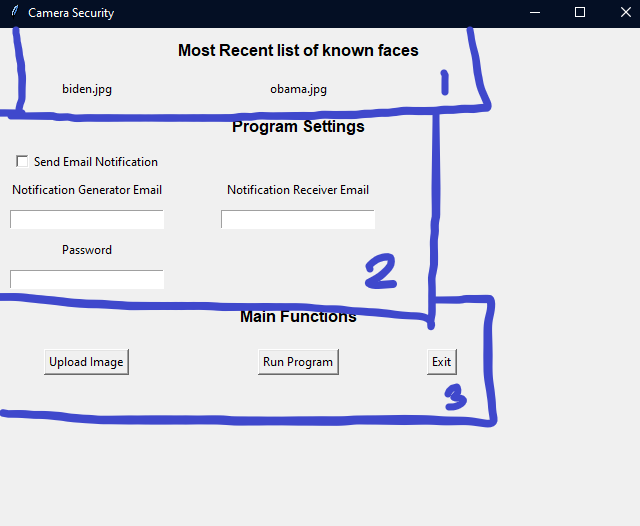 Camera Security
Most Recent list of known faces
biden.jpg obama.jpg
1
Program Settings
Send Email Notification
Notification Generator Email Notification Receiver Email
Password
2
Main Functions
Upload Image Run Program Exit
3